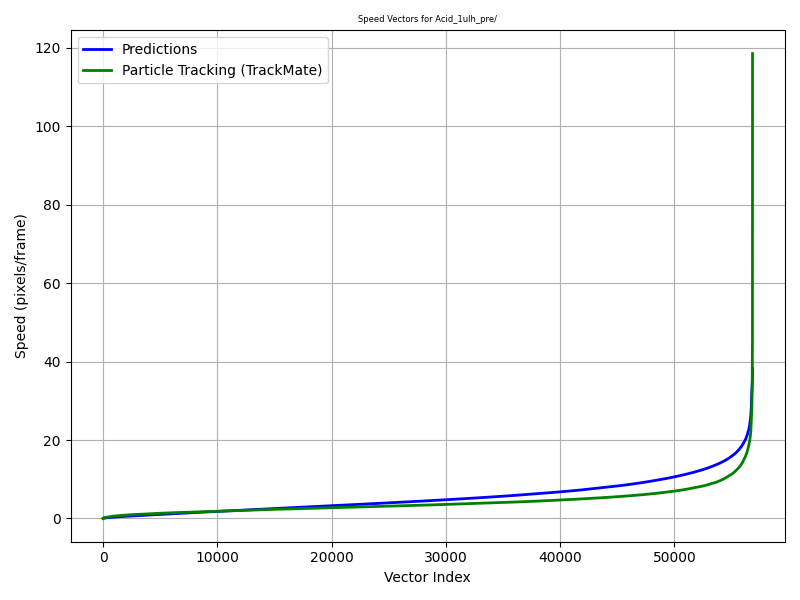 Speed Vectors for Acid_1ulh_pre/
Predictions
Particle Tracking (TrackMate)
Speed (pixels/frame)
120
100
80
60
40
20
0
0 10000 20000 30000 40000 50000
Vector Index